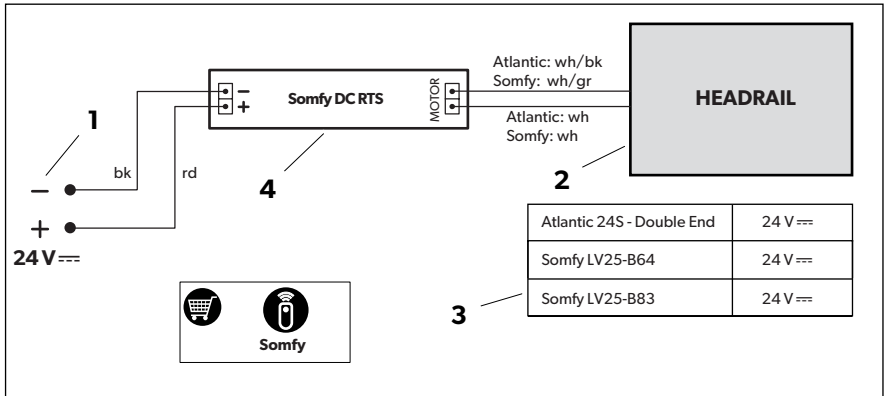 Atlantic: wh/bk
Somfy: wh/gr
Somfy DC RTS
MOTOR
HEADRAIL
Atlantic: wh
Somfy: wh
1
bk
rd
4
2
24 V
Atlantic 24S - Double End 24 V
Somfy LV25-B64 24 V
Somfy LV25-B83 24 V
3
Somfy